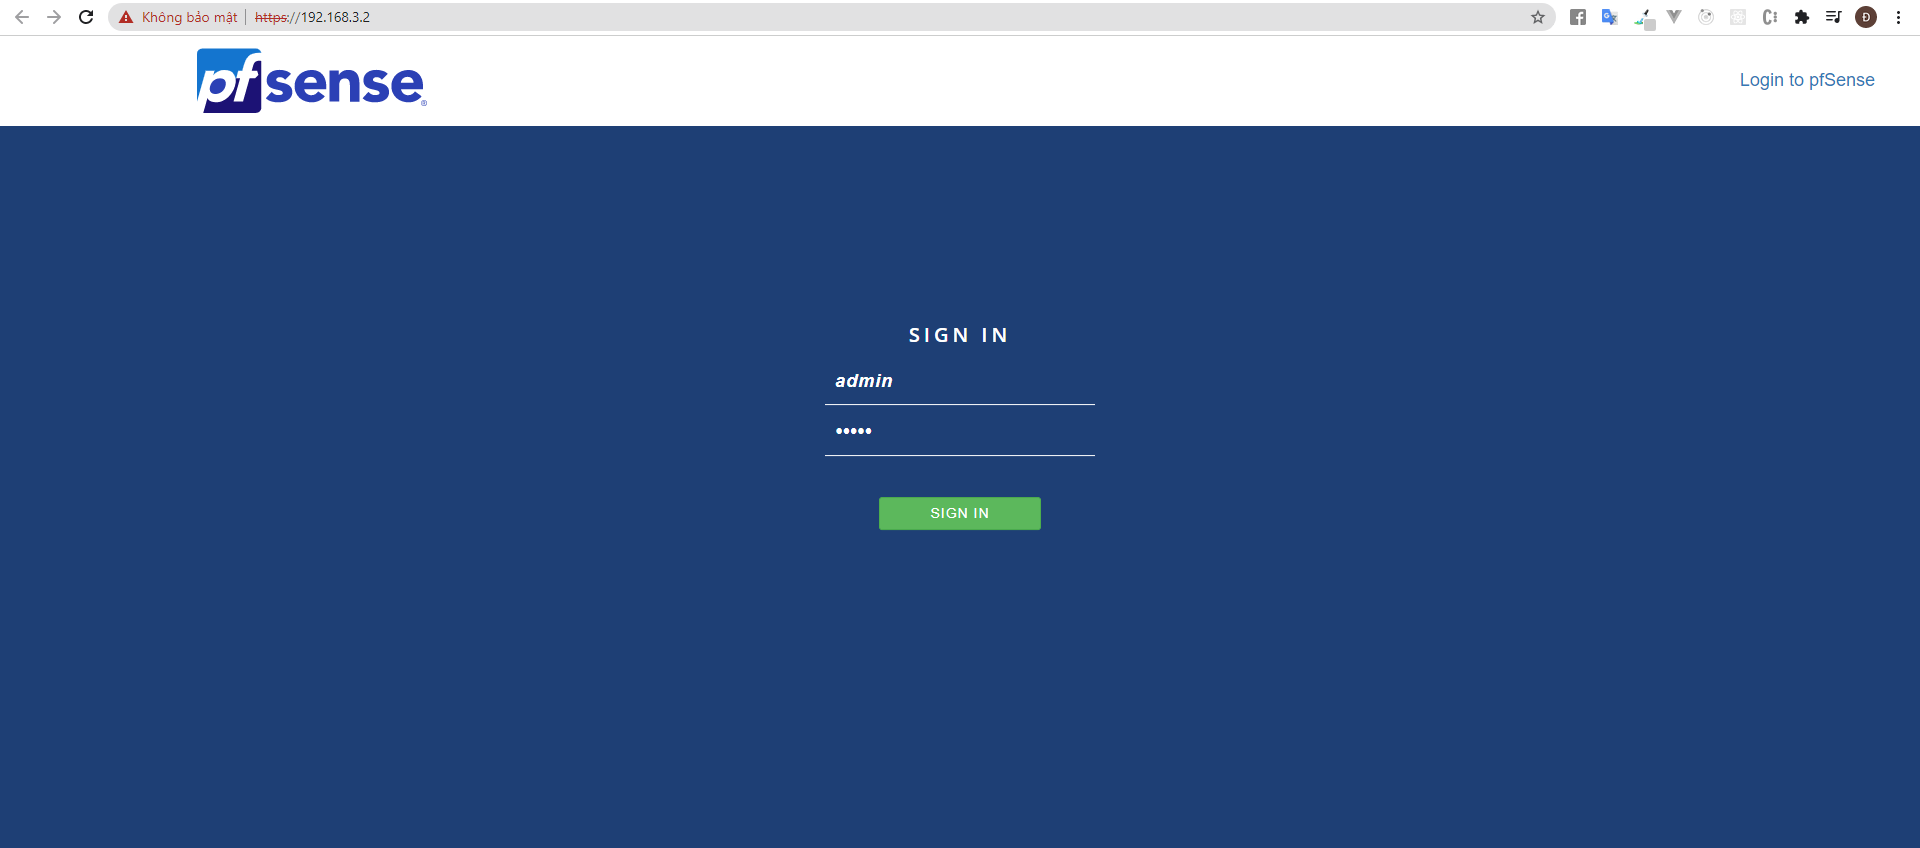 Không bảo mật | https://192.168.3.2
Đ
pfsense®
Login to pfSense
SIGN IN
admin
•••••
SIGN IN